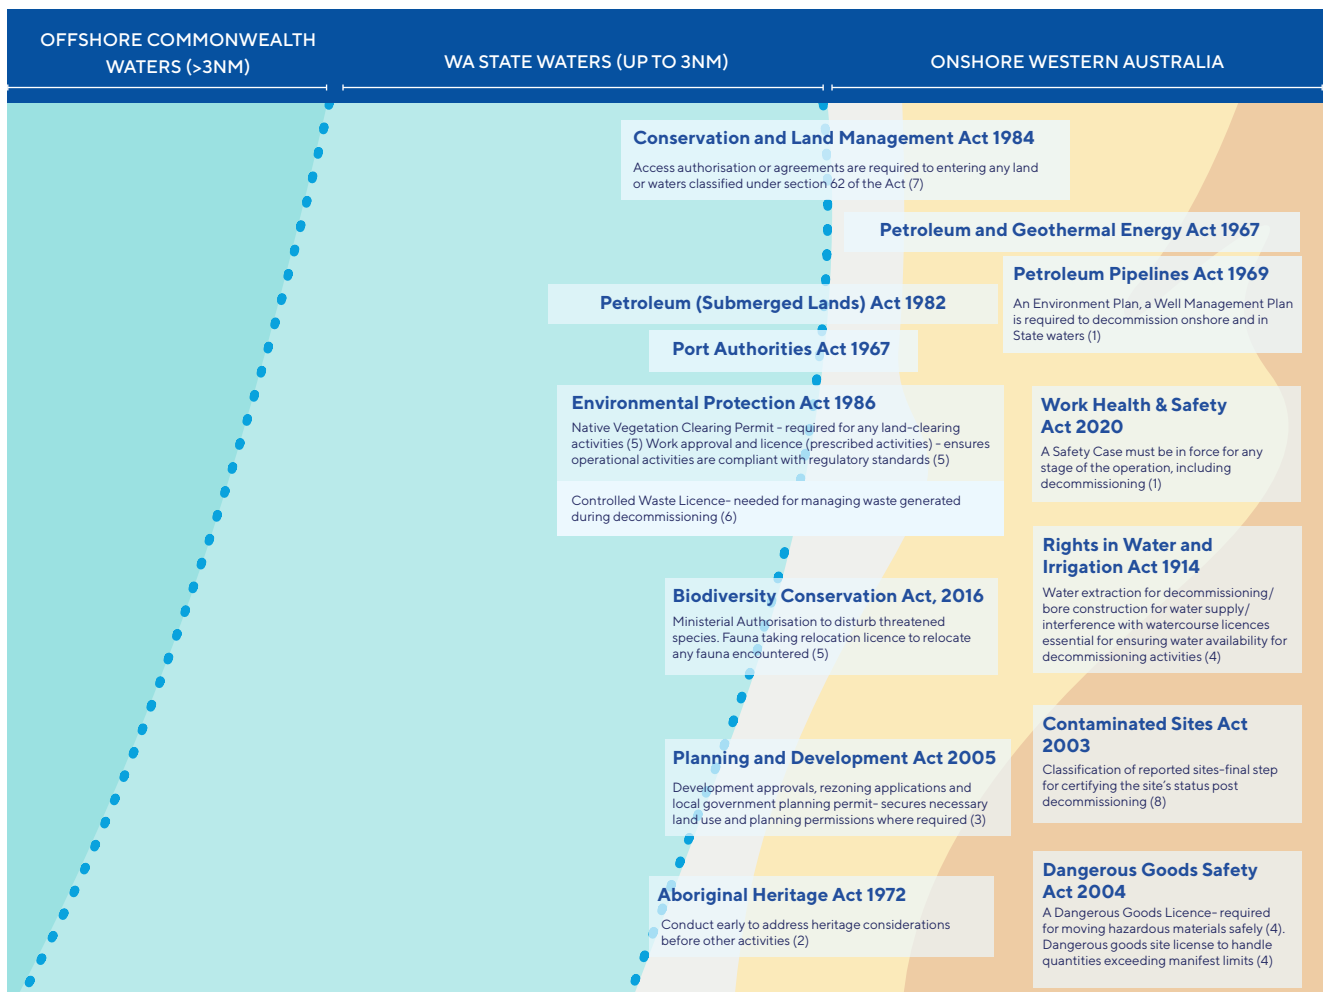 OFFSHORE COMMONWEALTH
WATERS (>3NM)
WA STATE WATERS (UP TO 3NM)
ONSHORE WESTERN AUSTRALIA
Conservation and Land Management Act 1984
Access authorisation or agreements are required to entering any land
or waters classified under section 62 of the Act (7)
Petroleum and Geothermal Energy Act 1967
Petroleum Pipelines Act 1969
An Environment Plan, a Well Management Plan
is required to decommission onshore and in
State waters (1)
Petroleum (Submerged Lands) Act 1982
Port Authorities Act 1967
Environmental Protection Act 1986
Native Vegetation Clearing Permit - required for any land-clearing
activities (5) Work approval and licence (prescribed activities) - ensures
operational activities are compliant with regulatory standards (5)
Controlled Waste Licence- needed for managing waste generated
during decommissioning (6)
Work Health & Safety
Act 2020
A Safety Case must be in force for any
stage of the operation, including
decommissioning (1)
Rights in Water and
Irrigation Act 1914
Water extraction for decommissioning/
bore construction for water supply/
interference with watercourse licences
essential for ensuring water availability for
decommissioning activities (4)
Biodiversity Conservation Act, 2016
Ministerial Authorisation to disturb threatened
species. Fauna taking relocation licence to relocate
any fauna encountered (5)
Contaminated Sites Act
2003
Classification of reported sites-final step
for certifying the site's status post
decommissioning (8)
Planning and Development Act 2005
Development approvals, rezoning applications and
local government planning permit- secures necessary
land use and planning permissions where required (3)
Aboriginal Heritage Act 1972
Conduct early to address heritage considerations
before other activities (2)
Dangerous Goods Safety
Act 2004
A Dangerous Goods Licence- required
for moving hazardous materials safely (4).
Dangerous goods site license to handle
quantities exceeding manifest limits (4)